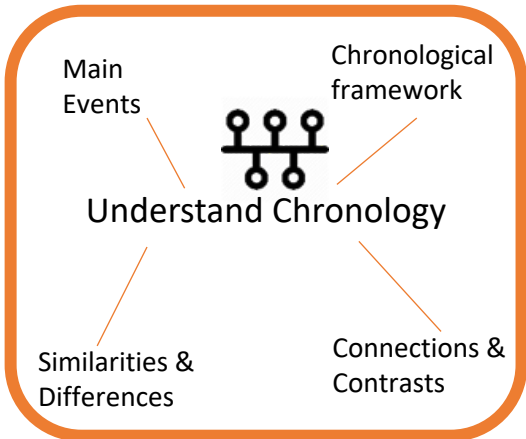 Main
Events
Chronological
framework
Understand Chronology
Similarities &
Differences
Connections &
Contrasts